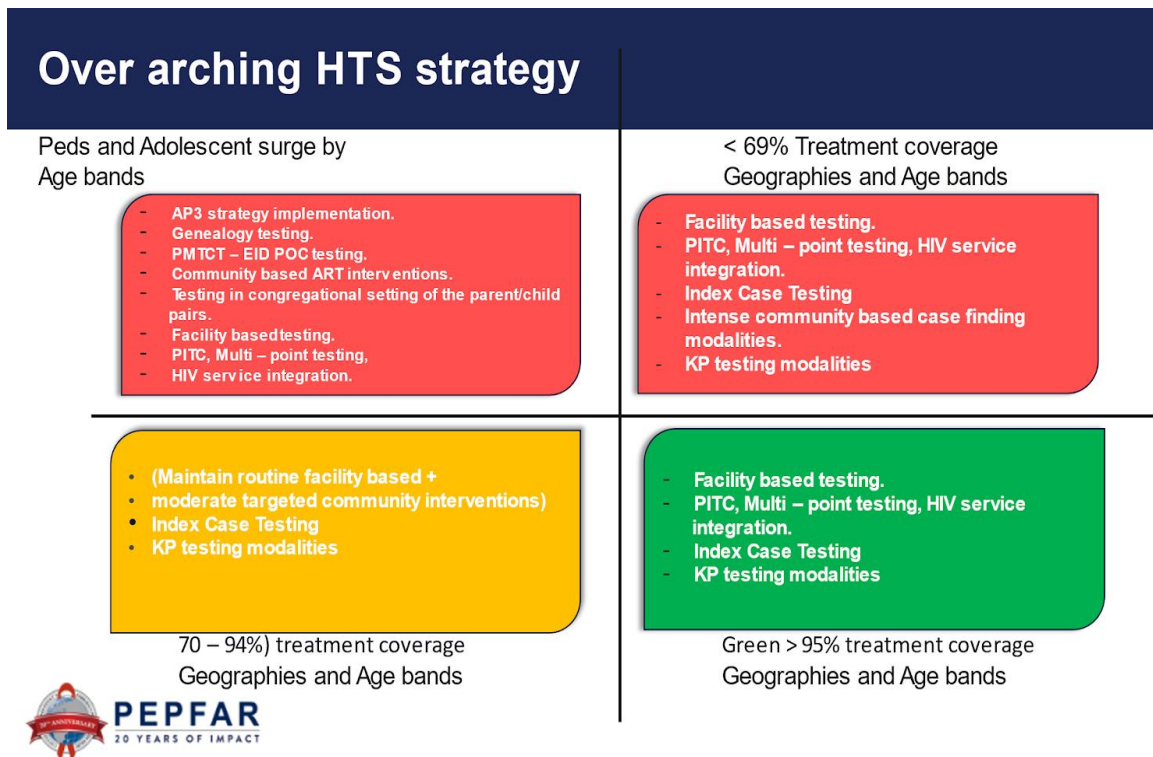 Over arching HTS strategy
Peds and Adolescent surge by
Age bands
- AP3 strategy implementation.
- Genealogy testing.
- PMTCT – EID POC testing.
- Community based ART interventions.
- Testing in congregational setting of the parent/child
pairs.
- Facility based testing.
- PITC, Multi – point testing,
- HIV service integration.
< 69% Treatment coverage
Geographies and Age bands
- Facility based testing.
- PITC, Multi – point testing, HIV service
integration.
- Index Case Testing
- Intense community based case finding
modalities.
- KP testing modalities
• (Maintain routine facility based +
• moderate targeted community interventions)
• Index Case Testing
• KP testing modalities
70 – 94%) treatment coverage
Geographies and Age bands
- Facility based testing.
- PITC, Multi – point testing, HIV service
integration.
- Index Case Testing
- KP testing modalities
Green > 95% treatment coverage
Geographies and Age bands
20TH ANNIVERSARY
PEPFAR
20 YEARS OF IMPACT